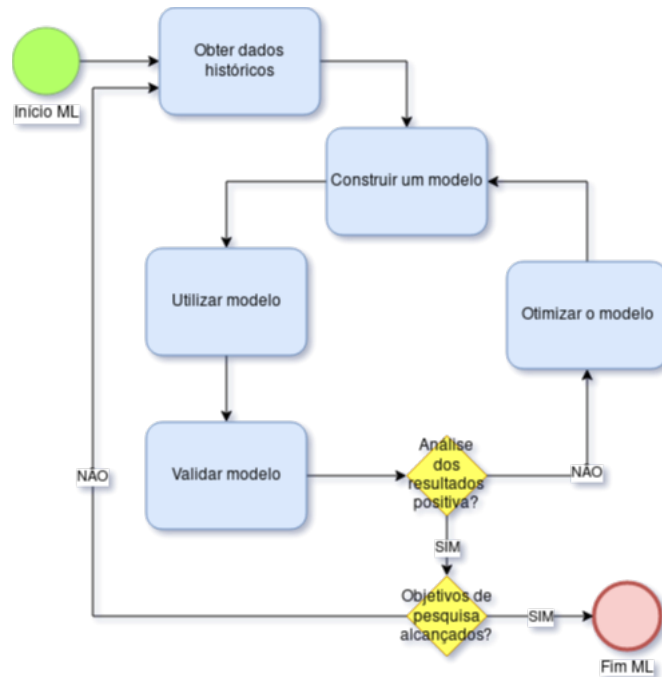 Obter dados
históricos
Início ML
Construir um modelo
Utilizar modelo
Otimizar o modelo
Validar modelo
Análise
dos
resultados
positiva?
NÃO
NÃO
SIM
Objetivos de
pesquisa
alcançados?
SIM
Fim ML